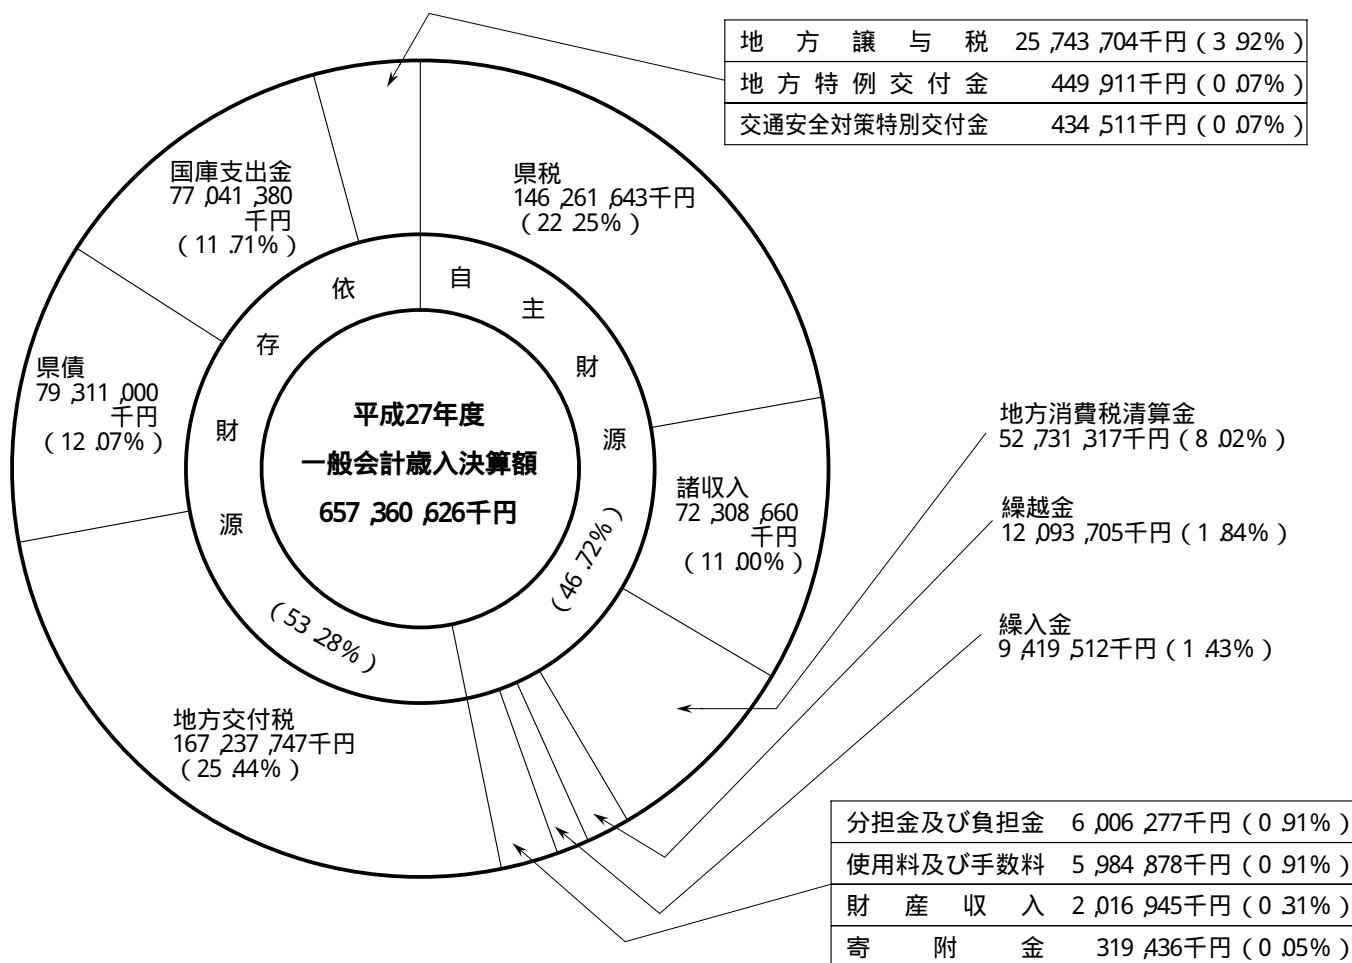 地方譲与税 25,743,704千円(3.92%)
地方特例交付金 449,911千円(0.07%)
交通安全対策特別交付金 434,511千円(0.07%)
国庫支出金
77,041,380
千円
(11.71%)
県税
146,261,643千円
(22.25%)
依存財源
(53.28%)
自主財源
(46.72%)
県債
79,311,000
千円
(12.07%)
平成27年度
一般会計歳入決算額
657,360,626千円
諸収入
72,308,660
千円
(11.00%)
地方消費税清算金
52,731,317千円(8.02%)
繰越金
12,093,705千円(1.84%)
繰入金
9,419,512千円(1.43%)
地方交付税
167,237,747千円
(25.44%)
分担金及び負担金 6,006,277千円(0.91%)
使用料及び手数料 5,984,878千円(0.91%)
財産収入 2,016,945千円(0.31%)
寄附金 319,436千円(0.05%)